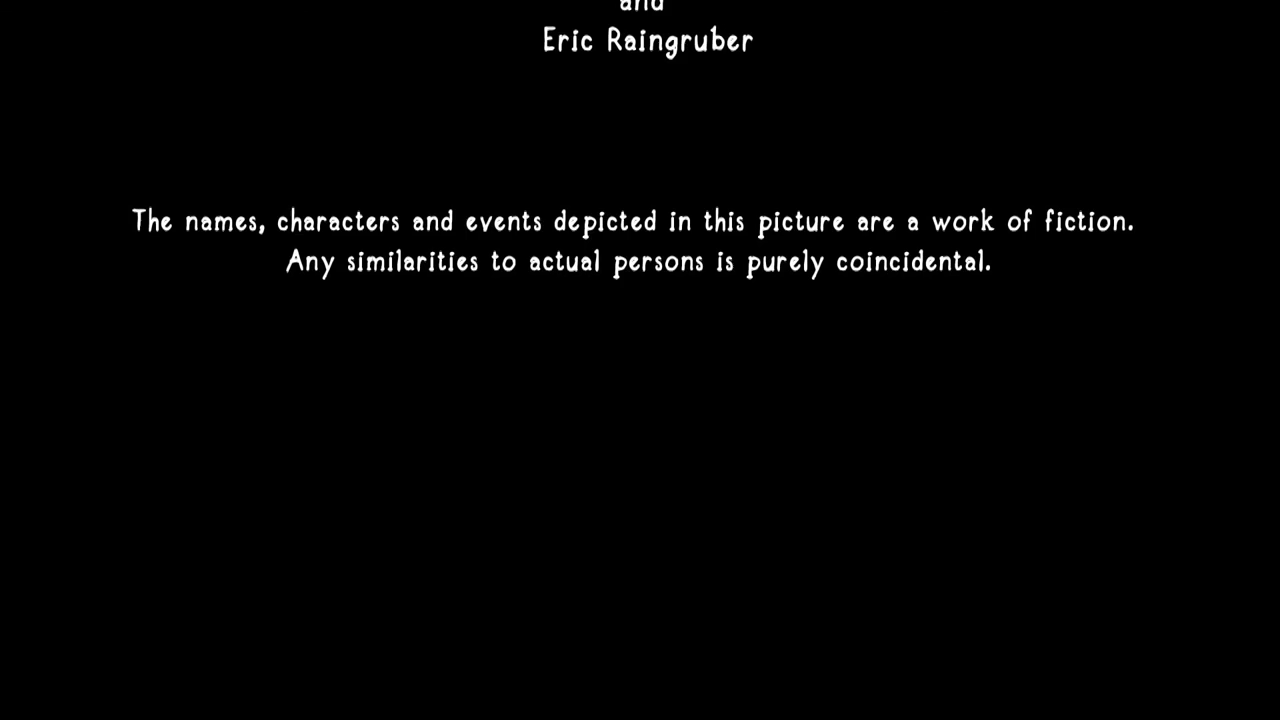 and
Eric Raingruber
The names, characters and events depicted in this picture are a work of fiction.
Any similarities to actual persons is purely coincidental.